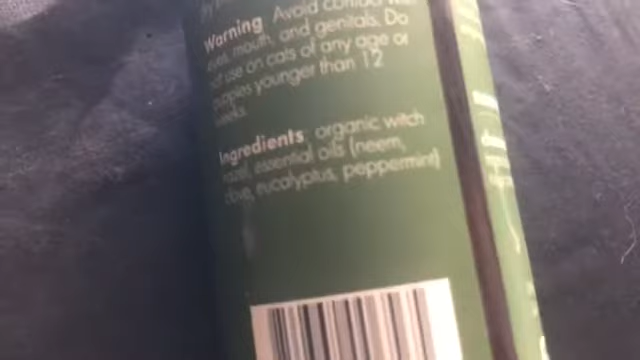 Warning Avoid contact with
eyes, mouth, and genitals. Do
not use on cats of any age or
puppies younger than 12
weeks.
Ingredients organic witch
hazel, essential oils (neem,
clove, eucalyptus, peppermint)